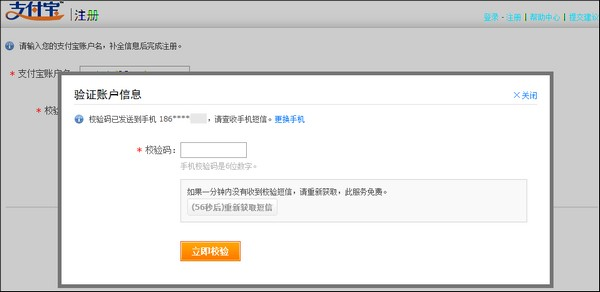 支付宝 | 注册
登录 - 注册 | 帮助中心 | 提交建议
请输入您的支付宝账户名，补全信息后完成注册。
* 支付宝账户名
* 校验
验证账户信息
×关闭
校验码已发送到手机 186****，请查收手机短信。更换手机
* 校验码：
手机校验码是6位数字。
如果一分钟内没有收到校验短信，请重新获取，此服务免费。
(56秒后)重新获取短信
立即校验